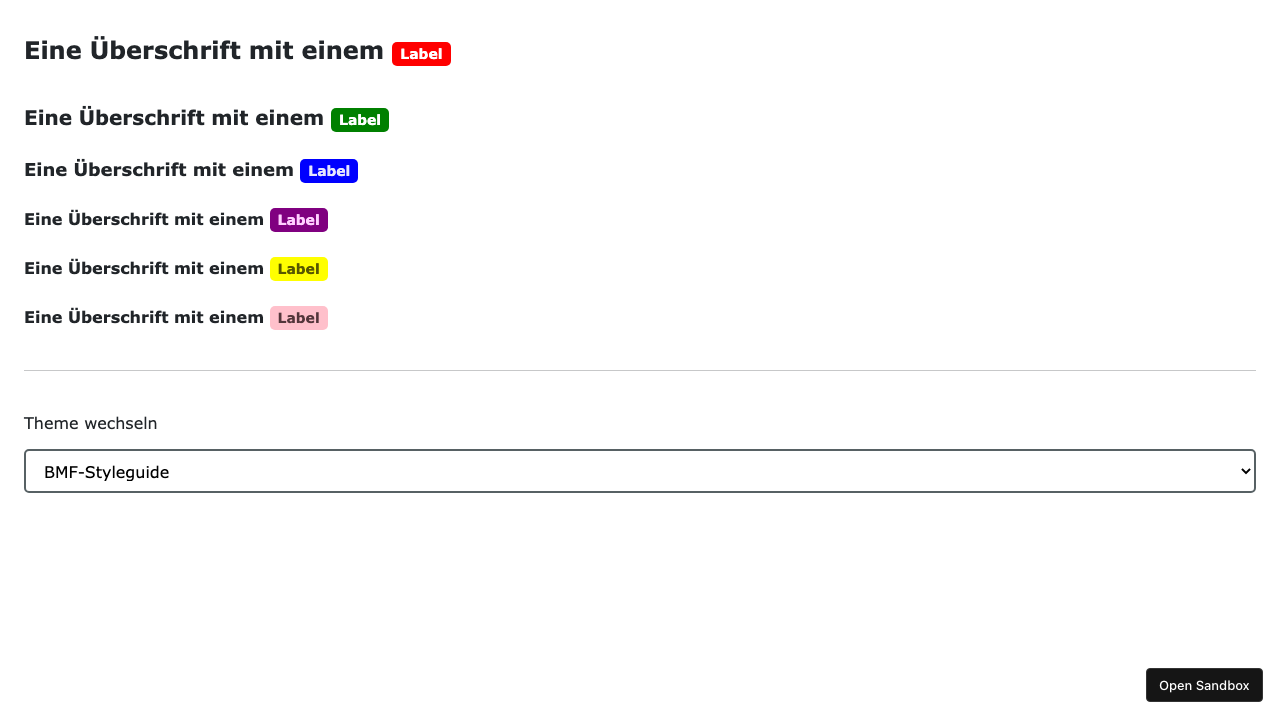 Eine Überschrift mit einem Label
Eine Überschrift mit einem Label
Eine Überschrift mit einem Label
Eine Überschrift mit einem Label
Eine Überschrift mit einem Label
Eine Überschrift mit einem Label
Theme wechseln
BMF-Styleguide
Open Sandbox